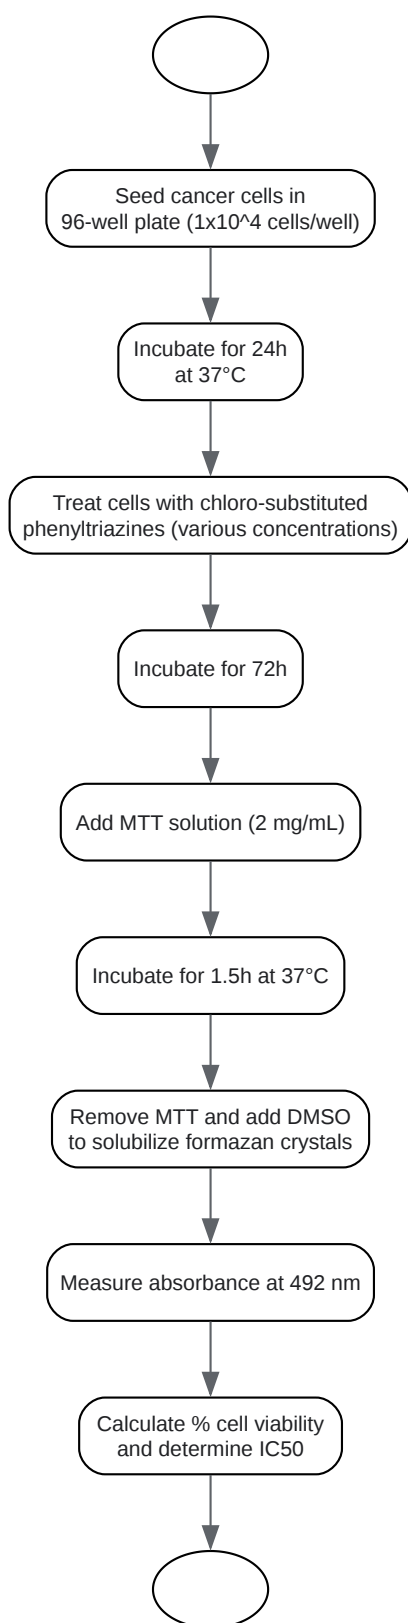 Seed cancer cells in
96-well plate (1x10^4 cells/well)
Incubate for 24h
at 37°C
Treat cells with chloro-substituted
phenyltriazines (various concentrations)
Incubate for 72h
Add MTT solution (2 mg/mL)
Incubate for 1.5h at 37°C
Remove MTT and add DMSO
to solubilize formazan crystals
Measure absorbance at 492 nm
Calculate % cell viability
and determine IC50